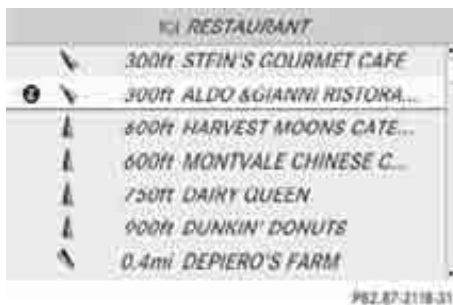 RESTAURANT
300ft STEIN'S GOURMET CAFE
300ft ALDO &GIANNI RISTORA...
600ft HARVEST MOONS CATE...
600ft MONTVALE CHINESE C...
750ft DAIRY QUEEN
900ft DUNKIN' DONUTS
0.4mi DEPIERO'S FARM
P82.87-2118-31